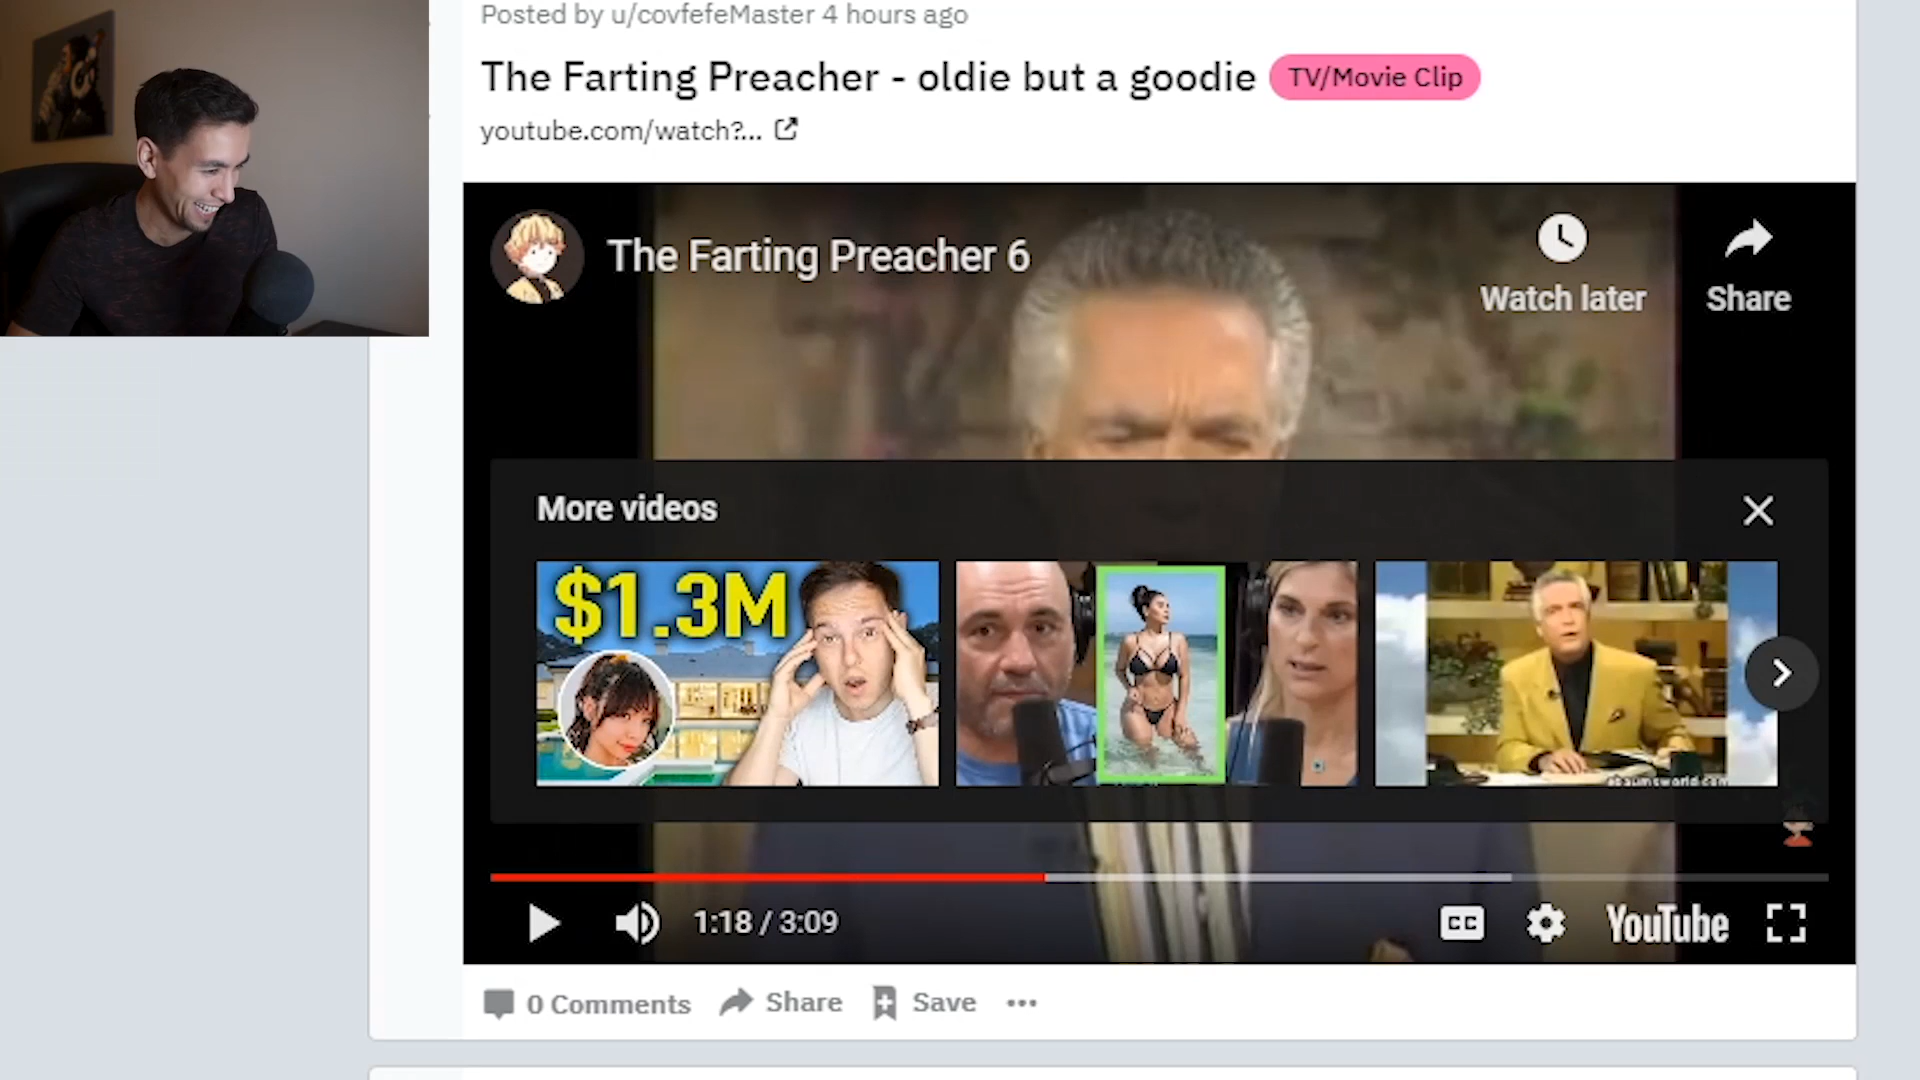 Posted by u/covfefeMaster 4 hours ago
The Farting Preacher - oldie but a goodie TV/Movie Clip
youtube.com/watch?...
The Farting Preacher 6
Watch later
Share
More videos
$1.3M
ebaumsworld.com
1:18 / 3:09
CC
YouTube
0 Comments
Share
Save